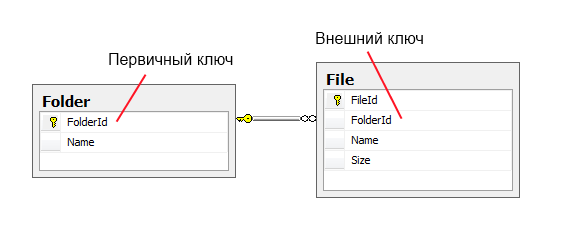 Внешний ключ
Первичный ключ
File
Folder
FileId
FolderId
FolderId
Name
Name
Size